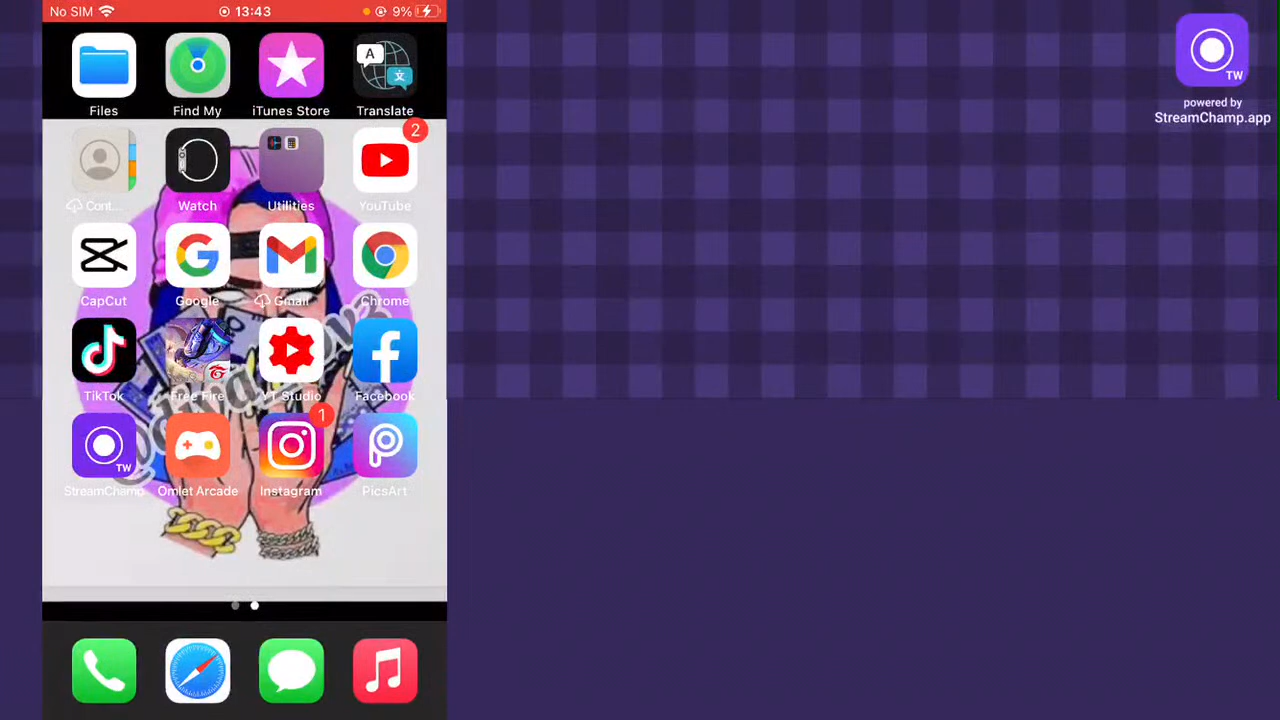 No SIM 13:43 9%
TW
powered by
StreamChamp.app
A
文
Files Find My iTunes Store Translate
2
Cont... Watch Utilities YouTube
CapCut Google Gmail Chrome
TikTok Free Fire YT Studio Facebook
1
TW
StreamChamp Omlet Arcade Instagram PicsArt